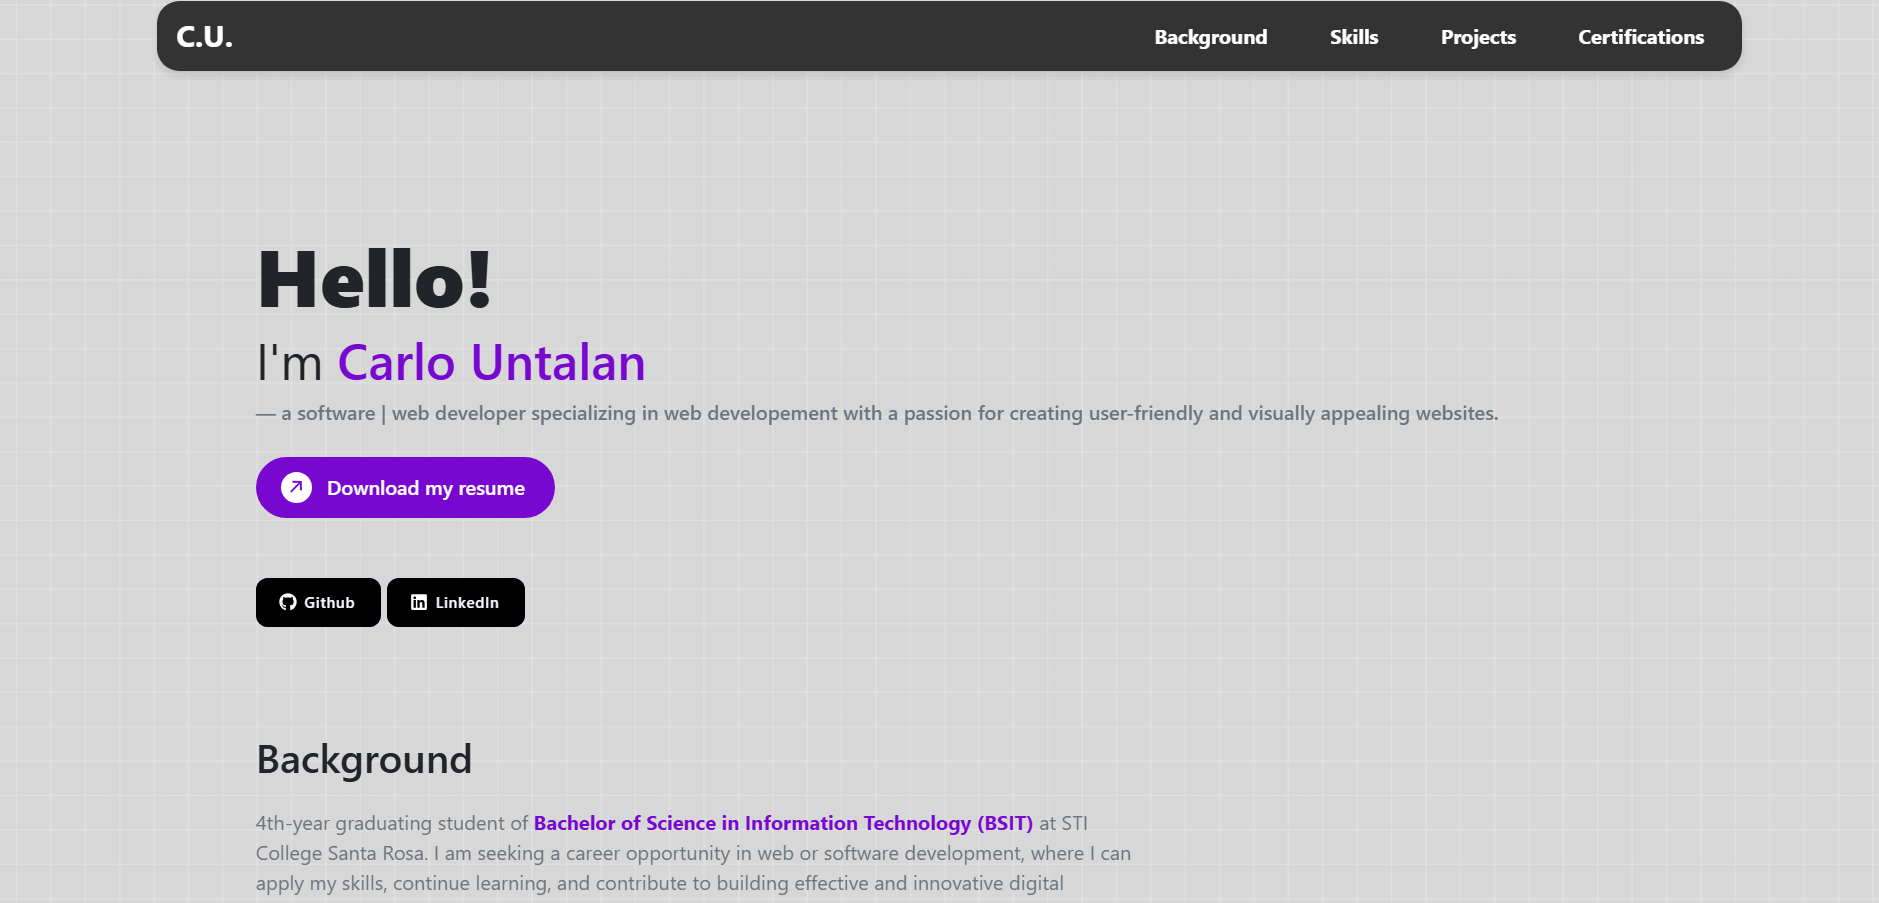 C.U.
Background Skills Projects Certifications
Hello!
I'm Carlo Untalan
— a software | web developer specializing in web developement with a passion for creating user-friendly and visually appealing websites.
Download my resume
Github LinkedIn
Background
4th-year graduating student of Bachelor of Science in Information Technology (BSIT) at STI
College Santa Rosa. I am seeking a career opportunity in web or software development, where I can
apply my skills, continue learning, and contribute to building effective and innovative digital